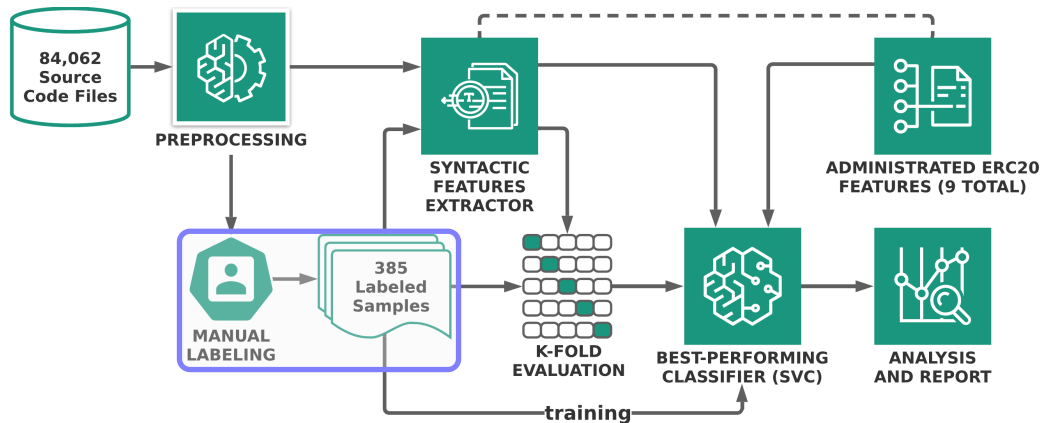 84,062
Source
Code Files
PREPROCESSING
SYNTACTIC
FEATURES
EXTRACTOR
ADMINISTRATED ERC20
FEATURES (9 TOTAL)
MANUAL
LABELING
385
Labeled
Samples
K-FOLD
EVALUATION
BEST-PERFORMING
CLASSIFIER (SVC)
ANALYSIS
AND REPORT
training